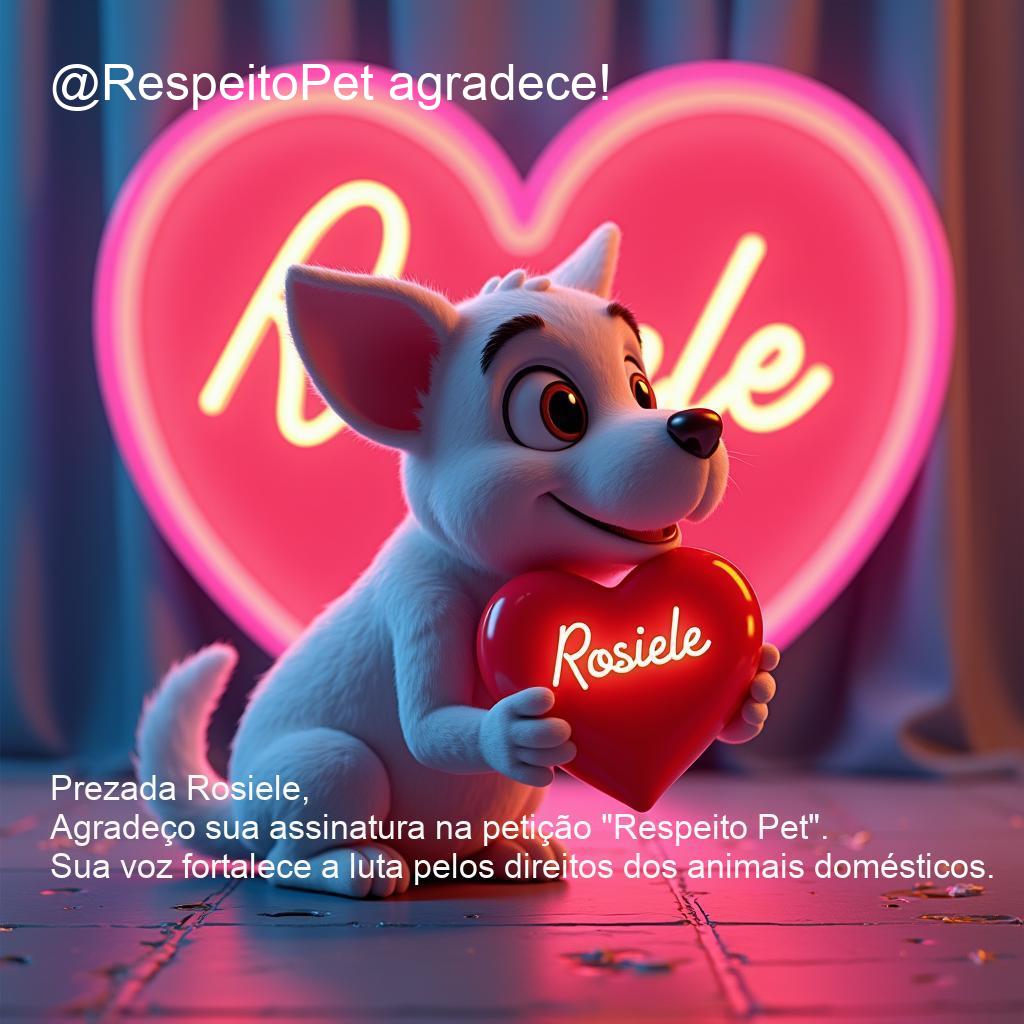 @RespeitoPet agradece!
Rosiele
Prezada Rosiele,
Agradeço sua assinatura na petição "Respeito Pet".
Sua voz fortalece a luta pelos direitos dos animais domésticos.